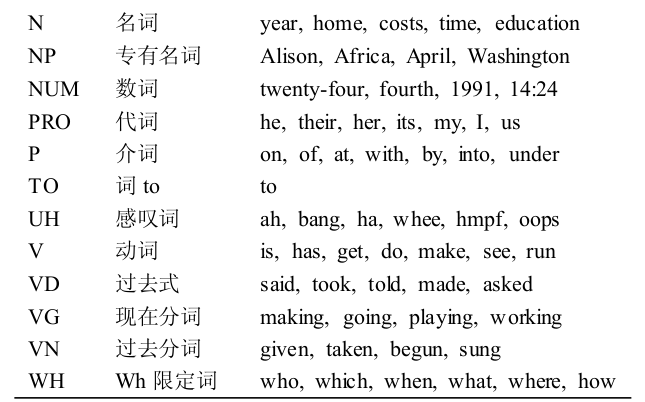 N 名词 year, home, costs, time, education
NP 专有名词 Alison, Africa, April, Washington
NUM 数词 twenty-four, fourth, 1991, 14:24
PRO 代词 he, their, her, its, my, I, us
P 介词 on, of, at, with, by, into, under
TO 词 to to
UH 感叹词 ah, bang, ha, whee, hmpf, oops
V 动词 is, has, get, do, make, see, run
VD 过去式 said, took, told, made, asked
VG 现在分词 making, going, playing, working
VN 过去分词 given, taken, begun, sung
WH Wh 限定词 who, which, when, what, where, how